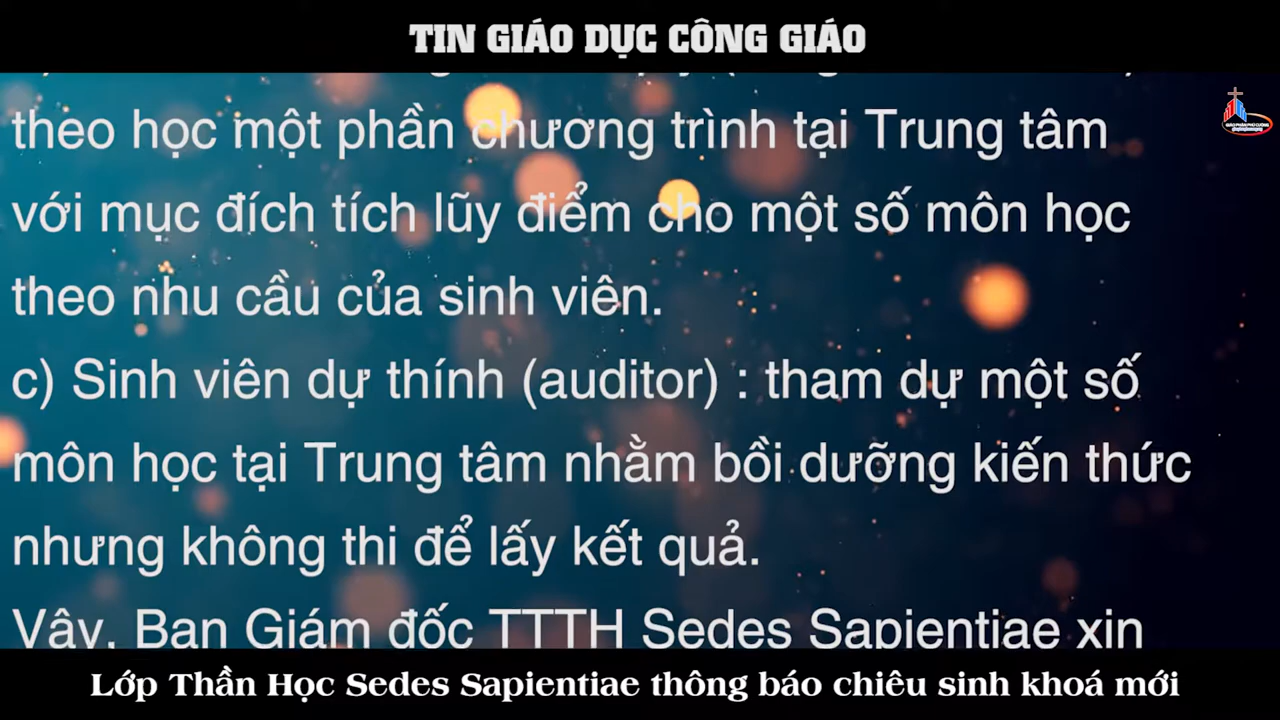 TIN GIÁO DỤC CÔNG GIÁO
theo học một phần chương trình tại Trung tâm
với mục đích tích lũy điểm cho một số môn học
theo nhu cầu của sinh viên.
c) Sinh viên dự thính (auditor) : tham dự một số
môn học tại Trung tâm nhằm bồi dưỡng kiến thức
nhưng không thi để lấy kết quả.
Vậy, Ban Giám đốc TTTH Sedes Sapientiae xin
Lớp Thần Học Sedes Sapientiae thông báo chiêu sinh khoá mới
GIÁO PHẬN PHÚ CƯỜNG